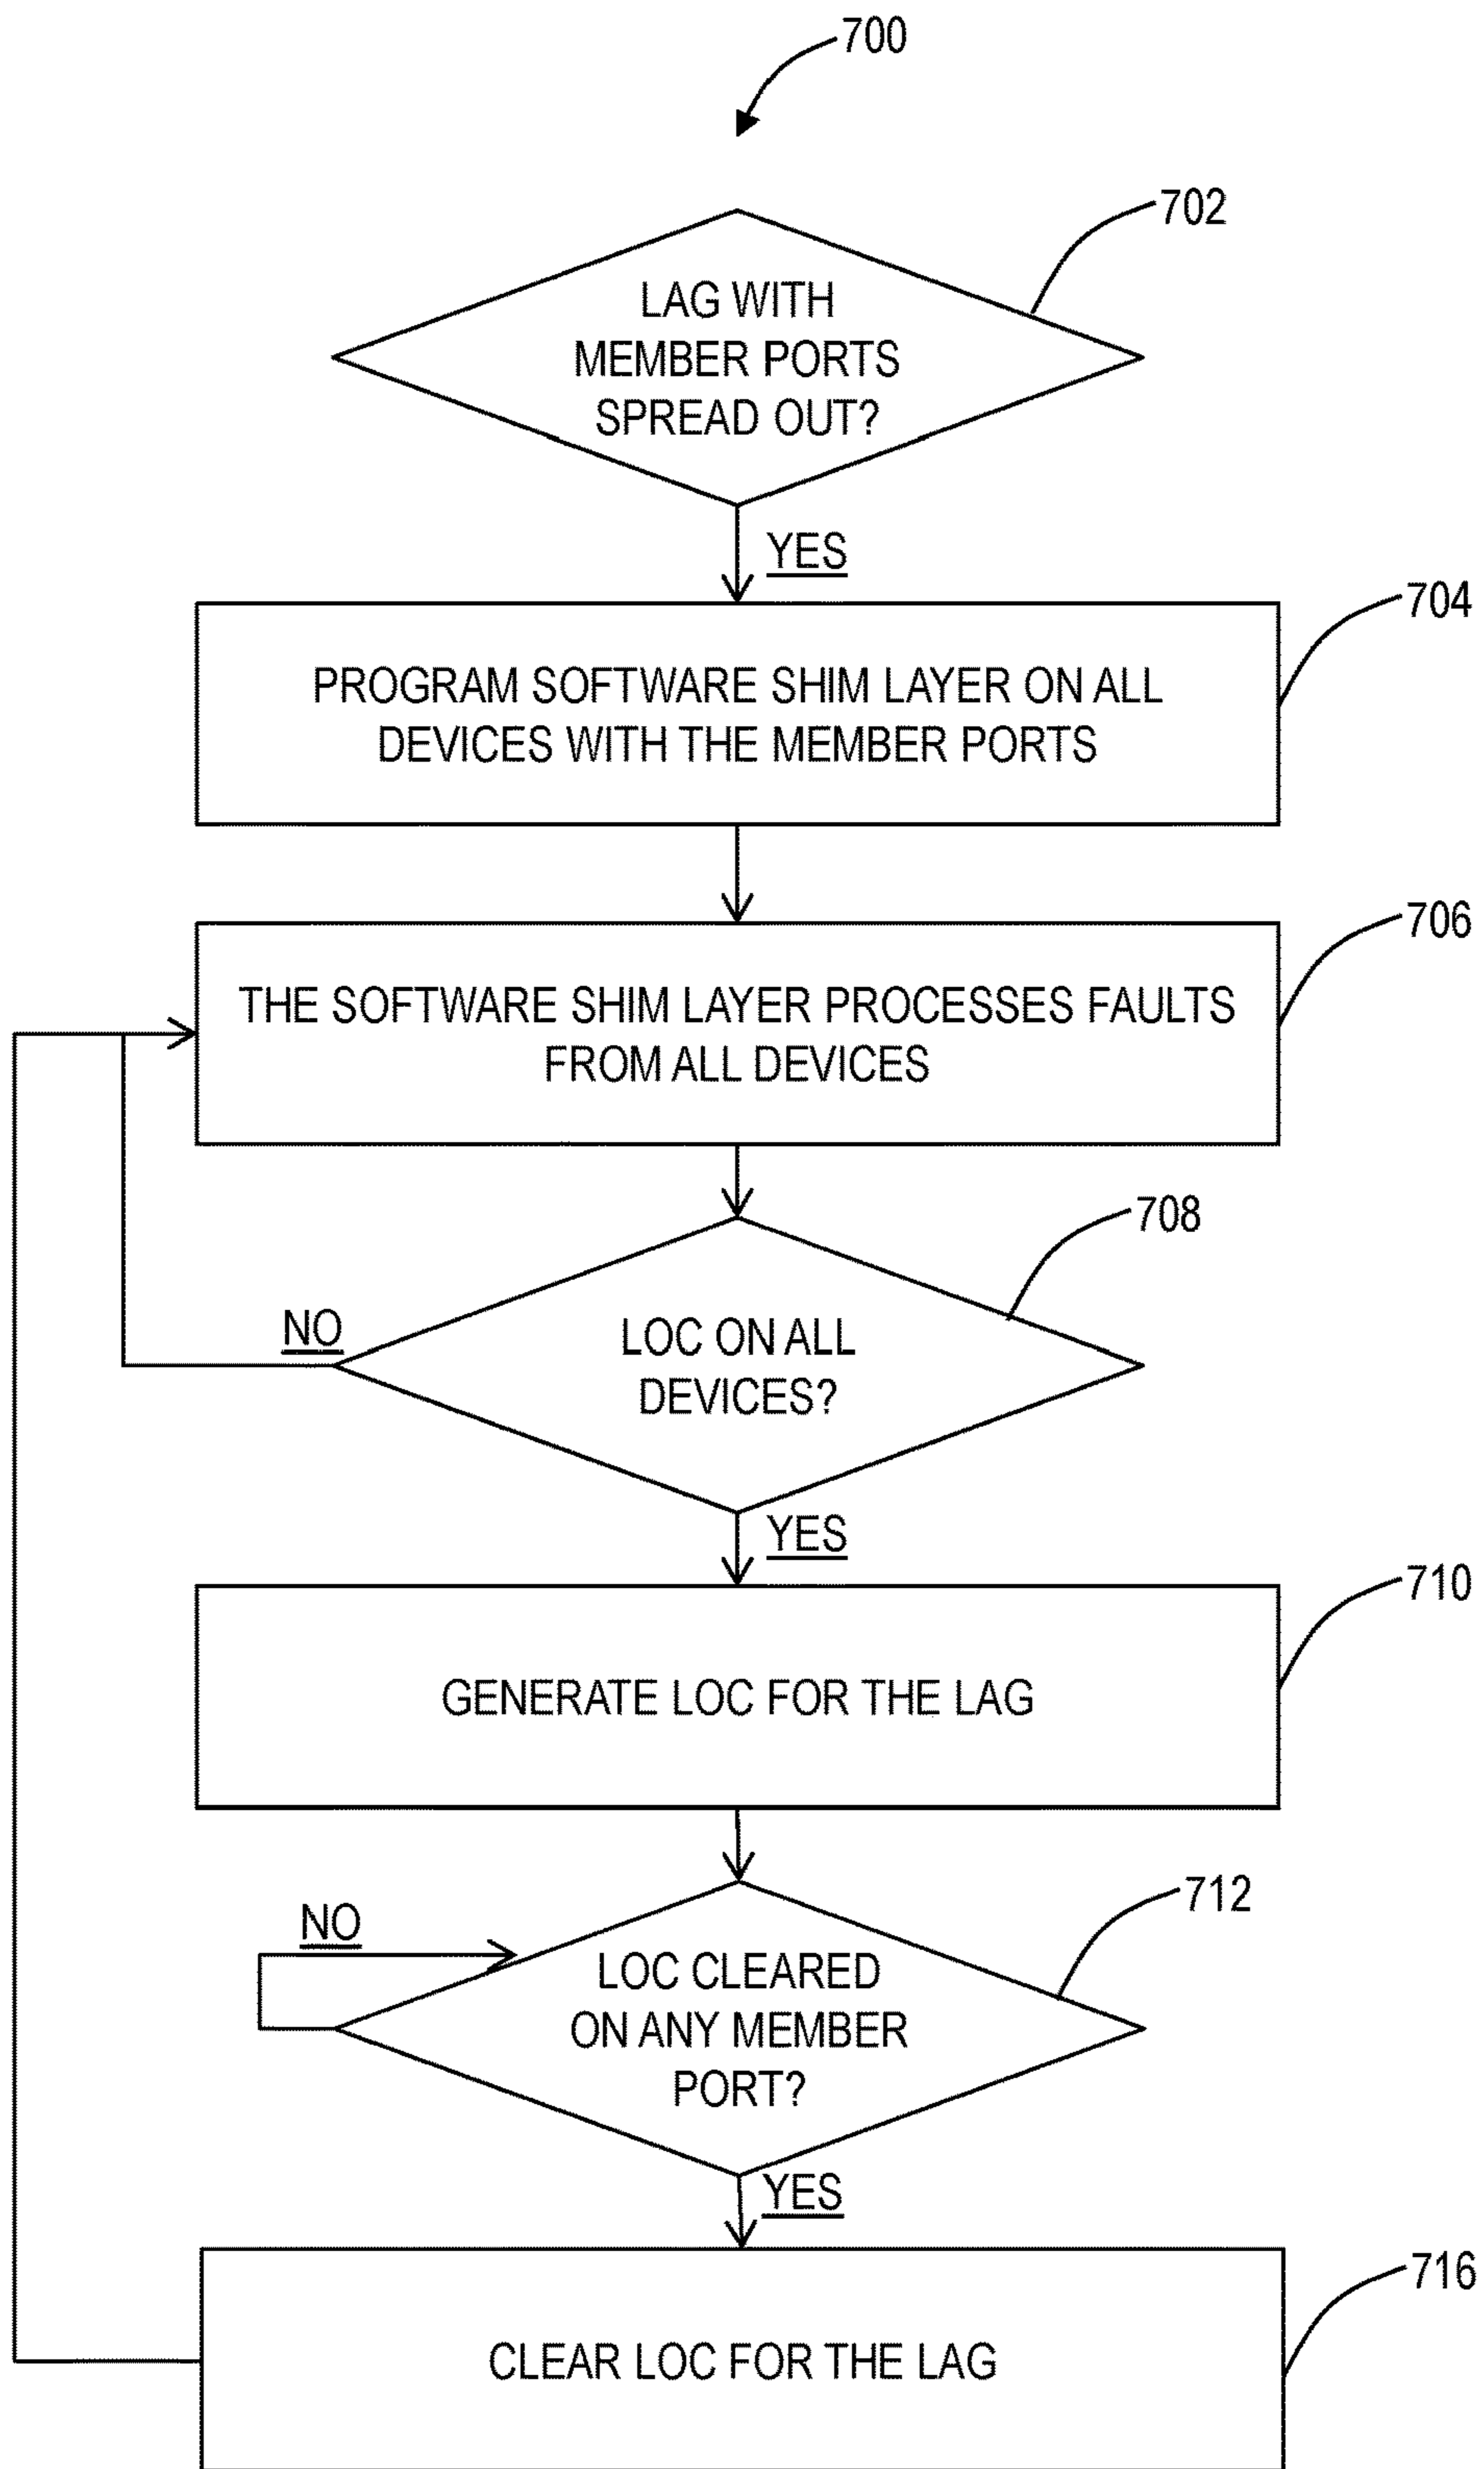 700
702
LAG WITH
MEMBER PORTS
SPREAD OUT?
YES
704
PROGRAM SOFTWARE SHIM LAYER ON ALL
DEVICES WITH THE MEMBER PORTS
706
THE SOFTWARE SHIM LAYER PROCESSES FAULTS
FROM ALL DEVICES
708
NO
LOC ON ALL
DEVICES?
YES
710
GENERATE LOC FOR THE LAG
712
NO
LOC CLEARED
ON ANY MEMBER
PORT?
YES
716
CLEAR LOC FOR THE LAG